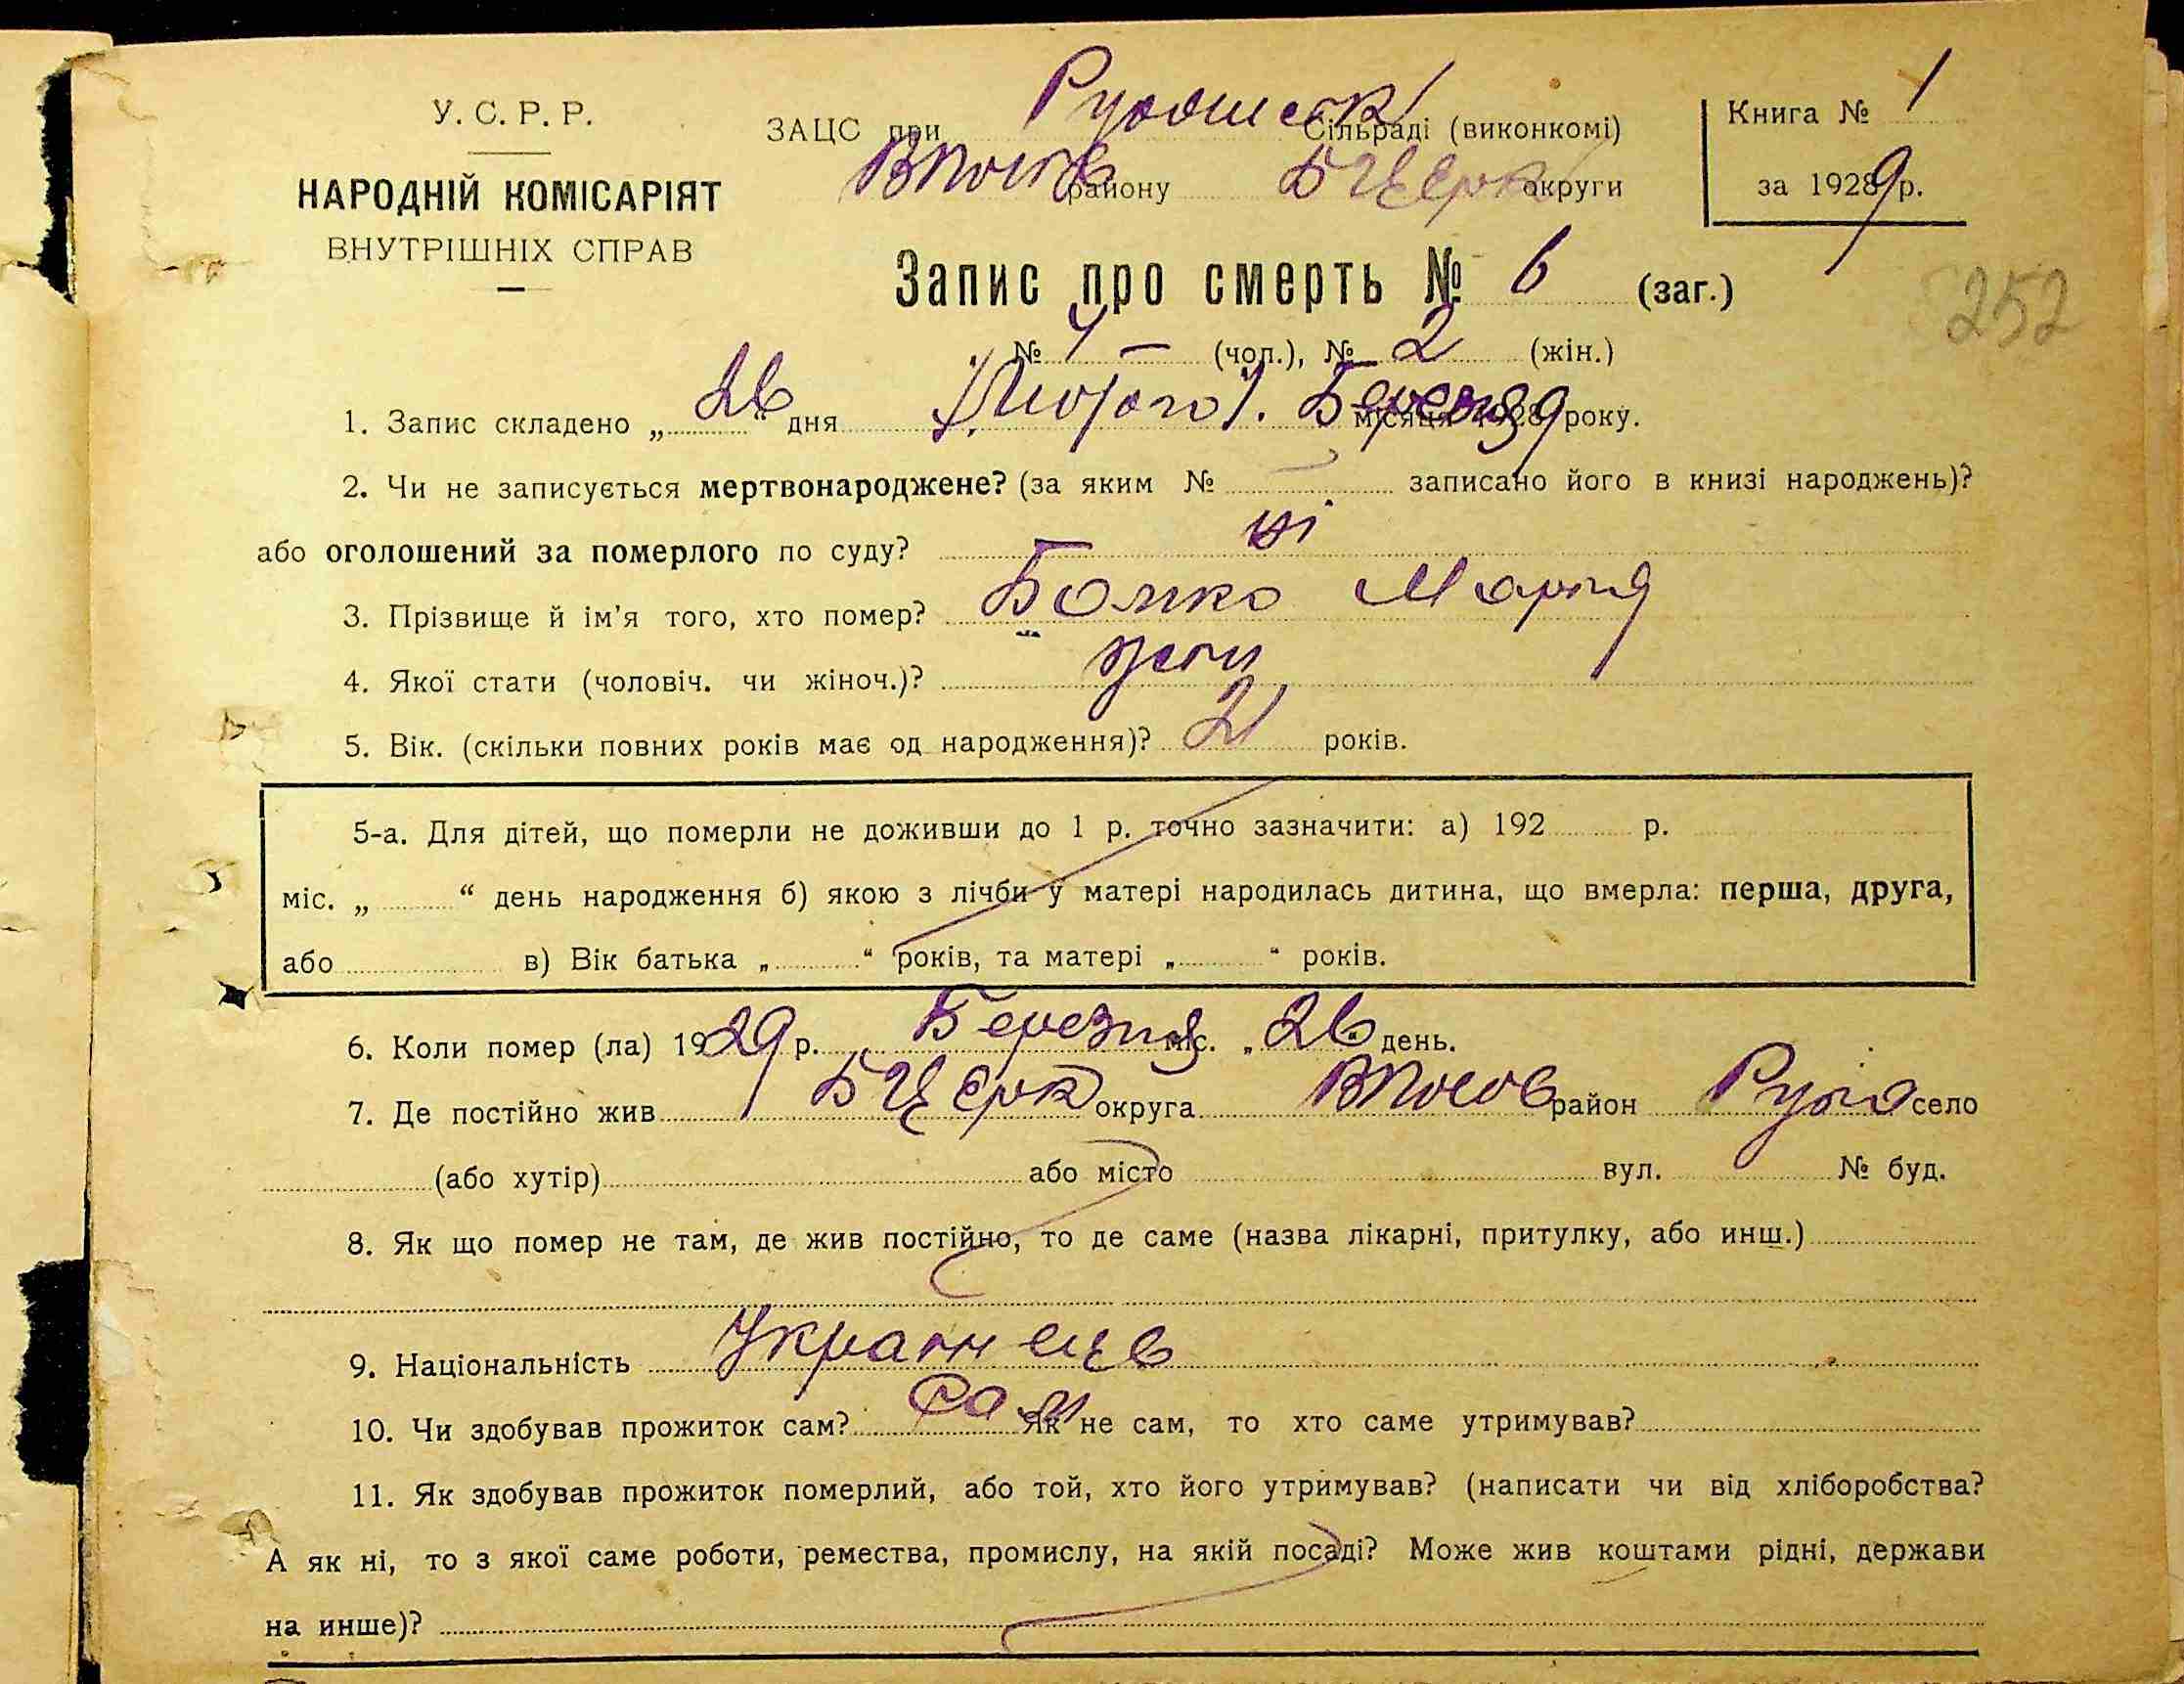 У. С. Р. Р.
НАРОДНІЙ КОМІСАРІЯТ
ВНУТРІШНІХ СПРАВ
ЗАЦС при Сільраді (виконкомі)
району БЦерк округи
Книга № 1
за 1929 р.
252
Запис про смерть № 6 (заг.)
№ (чол.), № 2 (жін.)
1. Запис складено „26“ дня Лютого Березня місяця 1929 року.
2. Чи не записується мертвонароджене? (за яким № записано його в книзі народжень)?
або оголошений за померлого по суду? ні
3. Прізвище й ім'я того, хто помер? Марія
4. Якої стати (чоловіч. чи жіноч.)?
5. Вік. (скільки повних років має од народження)? 21 років.
5-а. Для дітей, що померли не доживши до 1 р. точно зазначити: а) 192 р.
міс. „ “ день народження б) якою з лічби у матері народилась дитина, що вмерла: перша, друга,
або в) Вік батька „ “ років, та матері „ “ років.
6. Коли помер (ла) 1929 р. Березня міс. „26 день.
7. Де постійно жив БЦерк округа район Руда село
(або хутір) або місто вул. № буд.
8. Як що помер не там, де жив постійно, то де саме (назва лікарні, притулку, або инш.)
9. Національність Украінець
10. Чи здобував прожиток сам? Сам Як не сам, то хто саме утримував?
11. Як здобував прожиток померлий, або той, хто його утримував? (написати чи від хліборобства?
А як ні, то з якої саме роботи, ремества, промислу, на якій посаді? Може жив коштами рідні, держави
на инше)?